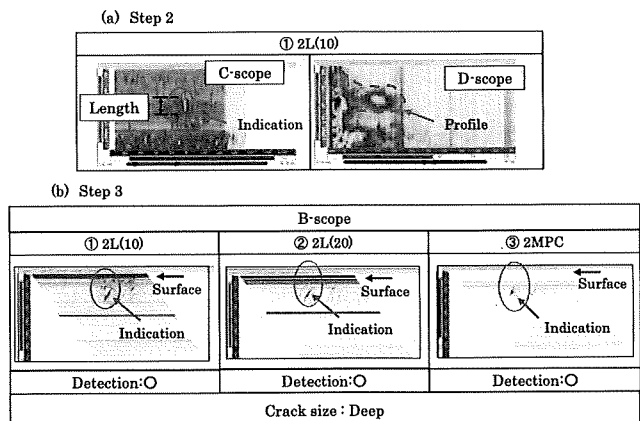 (a) Step 2
① 2L(10)
C-scope
D-scope
Length
Indication
Profile
(b) Step 3
B-scope
① 2L(10)
② 2L(20)
③ 2MPC
Surface
Surface
Surface
Indication
Indication
Indication
Detection:○
Detection:○
Detection:○
Crack size : Deep